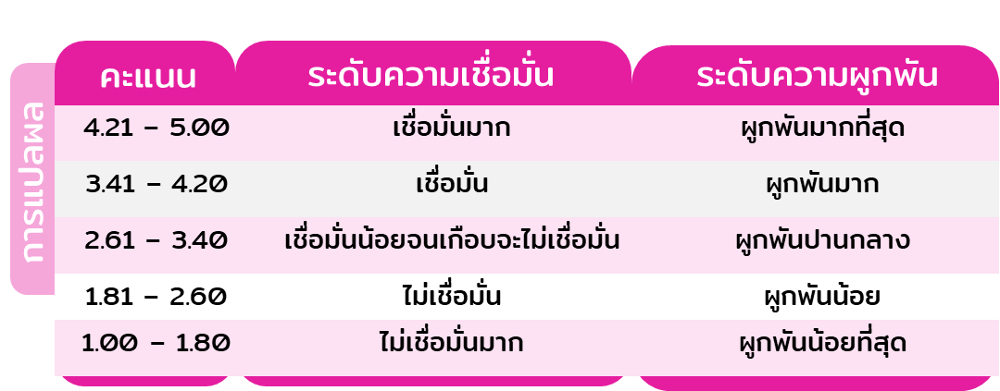 การแปลผล
คะแนน ระดับความเชื่อมั่น ระดับความผูกพัน
4.21 – 5.00 เชื่อมั่นมาก ผูกพันมากที่สุด
3.41 – 4.20 เชื่อมั่น ผูกพันมาก
2.61 – 3.40 เชื่อมั่นน้อยจนเกือบจะไม่เชื่อมั่น ผูกพันปานกลาง
1.81 – 2.60 ไม่เชื่อมั่น ผูกพันน้อย
1.00 – 1.80 ไม่เชื่อมั่นมาก ผูกพันน้อยที่สุด